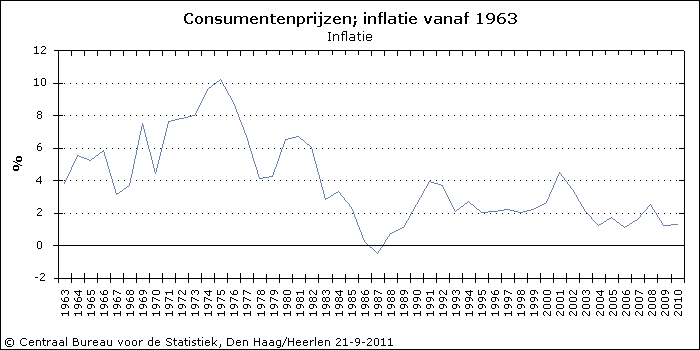 Consumentenprijzen; inflatie vanaf 1963
Inflatie
12
10
8
6
4
2
0
-2
%
1963 1964 1965 1966 1967 1968 1969 1970 1971 1972 1973 1974 1975 1976 1977 1978 1979 1980 1981 1982 1983 1984 1985 1986 1987 1988 1989 1990 1991 1992 1993 1994 1995 1996 1997 1998 1999 2000 2001 2002 2003 2004 2005 2006 2007 2008 2009 2010
© Centraal Bureau voor de Statistiek, Den Haag/Heerlen 21-9-2011